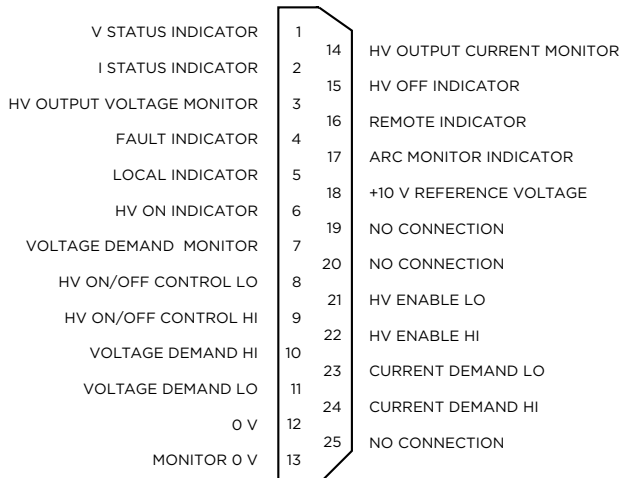 V STATUS INDICATOR 1
I STATUS INDICATOR 2
HV OUTPUT VOLTAGE MONITOR 3
FAULT INDICATOR 4
LOCAL INDICATOR 5
HV ON INDICATOR 6
VOLTAGE DEMAND MONITOR 7
HV ON/OFF CONTROL LO 8
HV ON/OFF CONTROL HI 9
VOLTAGE DEMAND HI 10
VOLTAGE DEMAND LO 11
0 V 12
MONITOR 0 V 13
14 HV OUTPUT CURRENT MONITOR
15 HV OFF INDICATOR
16 REMOTE INDICATOR
17 ARC MONITOR INDICATOR
18 +10 V REFERENCE VOLTAGE
19 NO CONNECTION
20 NO CONNECTION
21 HV ENABLE LO
22 HV ENABLE HI
23 CURRENT DEMAND LO
24 CURRENT DEMAND HI
25 NO CONNECTION